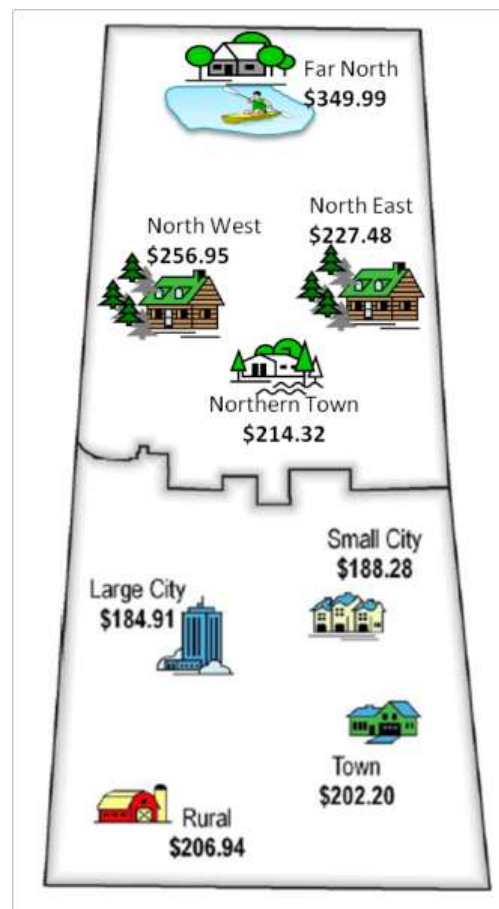 Far North
$349.99
North West
$256.95
North East
$227.48
Northern Town
$214.32
Small City
$188.28
Large City
$184.91
Town
$202.20
Rural
$206.94